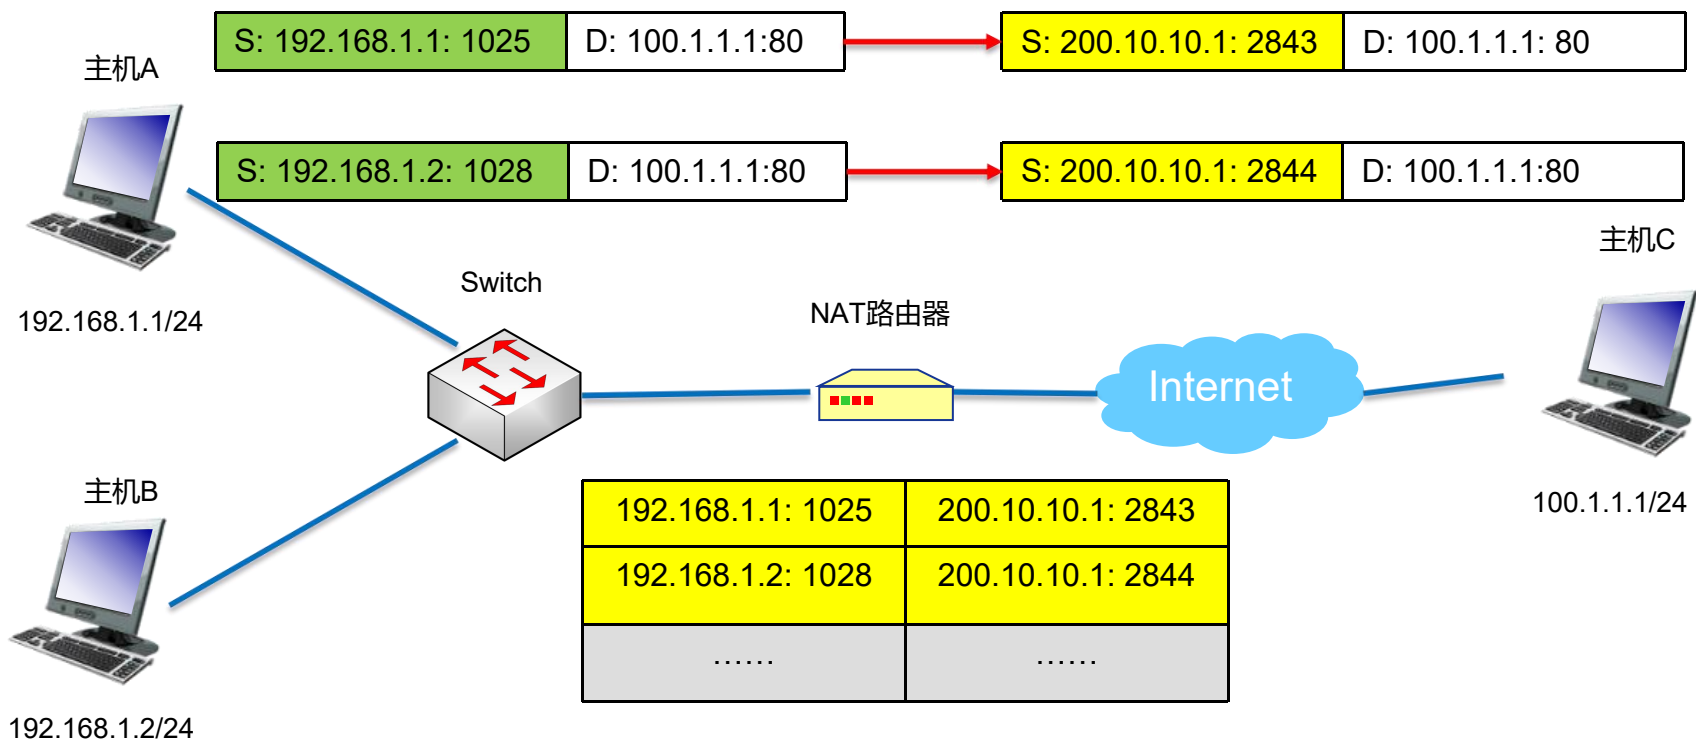 S: 192.168.1.1: 1025
D: 100.1.1.1:80
S: 200.10.10.1: 2843
D: 100.1.1.1: 80
主机A
S: 192.168.1.2: 1028
D: 100.1.1.1:80
S: 200.10.10.1: 2844
D: 100.1.1.1:80
主机C
Switch
NAT路由器
192.168.1.1/24
Internet
主机B
192.168.1.1: 1025
200.10.10.1: 2843
100.1.1.1/24
192.168.1.2: 1028
200.10.10.1: 2844
......
......
192.168.1.2/24